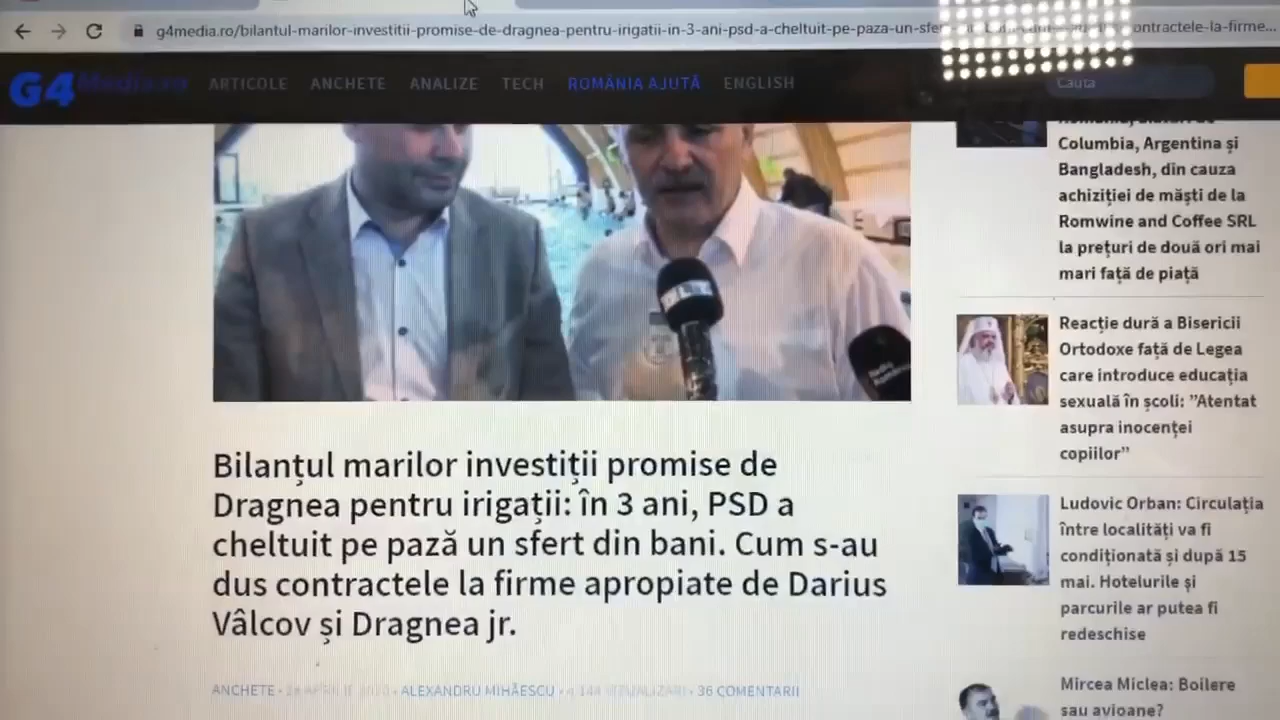 g4media.ro/bilantul-marilor-investitii-promise-de-dragnea-pentru-irigatii-in-3-ani-psd-a-cheltuit-pe-paza-un-sfer
ontractele-la-firme...
G4Media.ro ARTICOLE ANCHETE ANALIZE TECH ROMÂNIA AJUTĂ ENGLISH Cauta
Columbia, Argentina și
Bangladesh, din cauza
achiziției de măști de la
Romwine and Coffee SRL
la prețuri de două ori mai
mari față de piață
Reacție dură a Bisericii
Ortodoxe față de Legea
care introduce educația
sexuală în școli: ”Atentat
asupra inocenței
copiilor”
Ludovic Orban: Circulația
între localități va fi
condiționată și după 15
mai. Hotelurile și
parcurile ar putea fi
redeschise
Mircea Miclea: Boilere
sau avioane?
Bilanțul marilor investiții promise de
Dragnea pentru irigații: în 3 ani, PSD a
cheltuit pe pază un sfert din bani. Cum s-au
dus contractele la firme apropiate de Darius
Vâlcov și Dragnea jr.
ANCHETE • ALEXANDRU MIHĂESCU • 36 COMENTARII